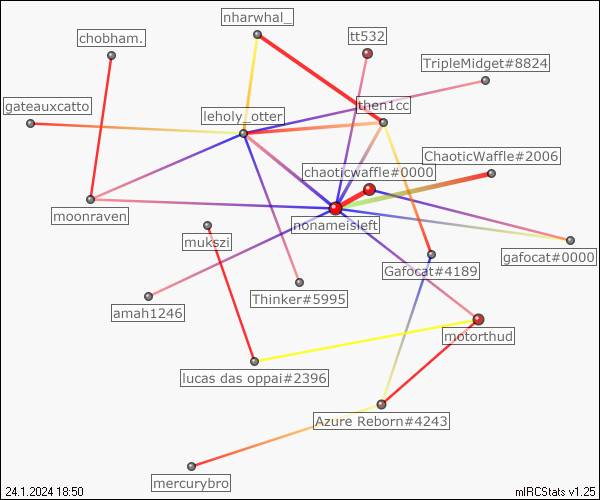 nharwhal_
chobham.
tt532
TripleMidget#8824
gateauxcatto
then1cc
leholy_otter
ChaoticWaffle#2006
chaoticwaffle#0000
moonraven
nonameisleft
mukszi
gafocat#0000
Gafocat#4189
Thinker#5995
amah1246
motorthud
lucas das oppai#2396
Azure Reborn#4243
mercurybro
24.1.2024 18:50
mIRCStats v1.25